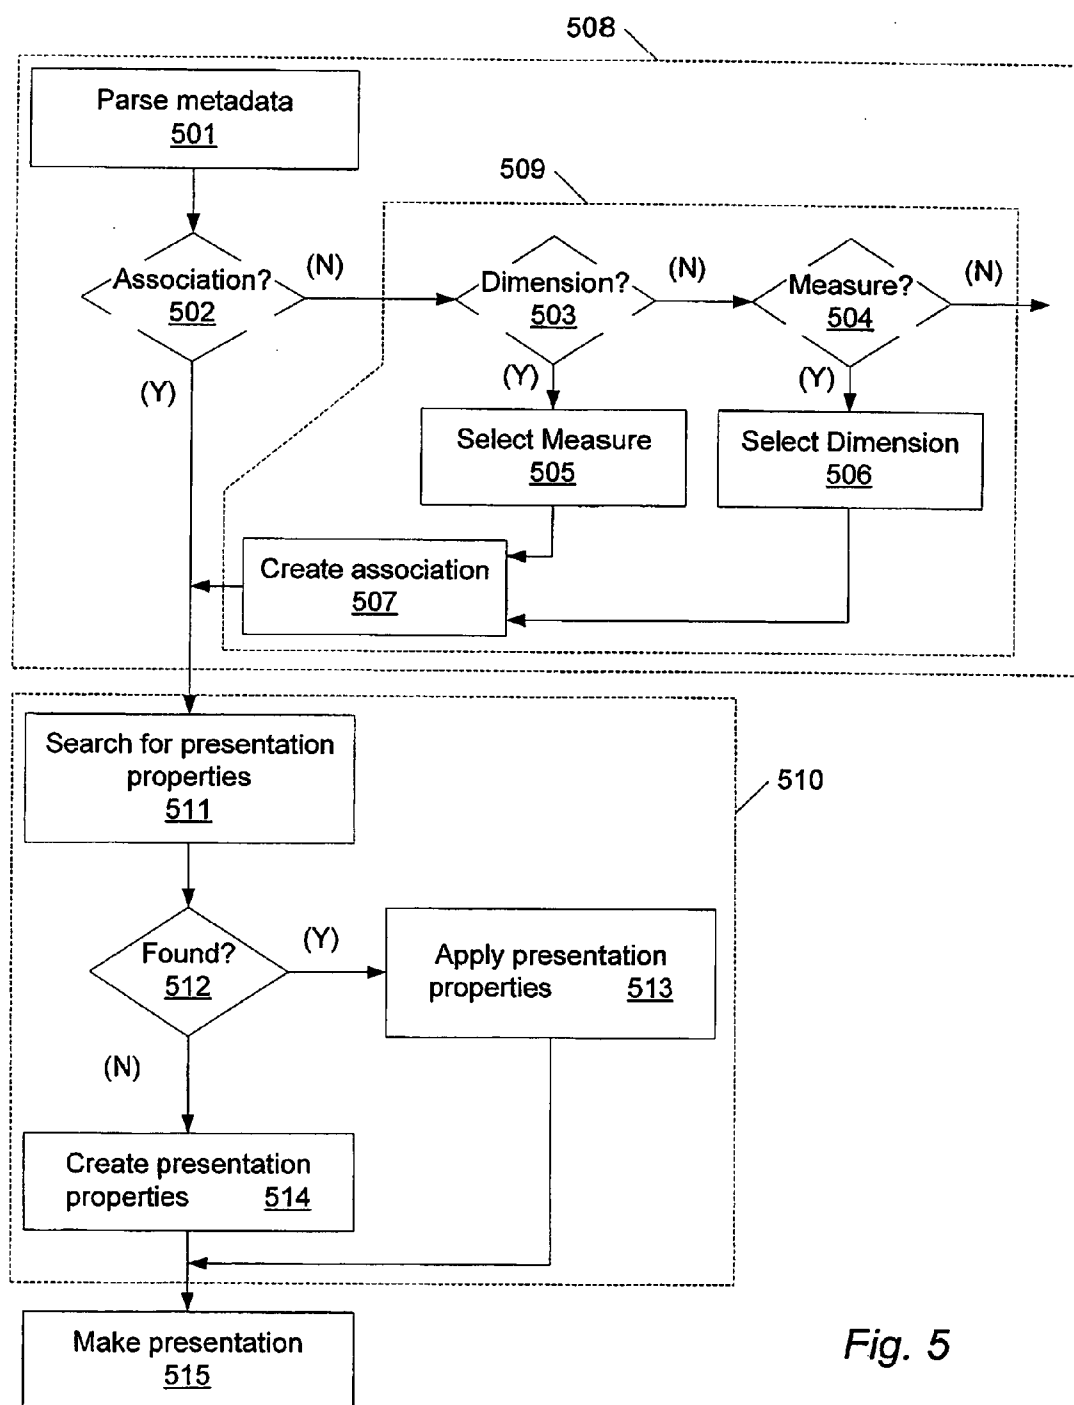 508
Parse metadata
501
509
Association?
502
(N)
Dimension?
503
(N)
Measure?
504
(N)
(Y)
(Y)
(Y)
Select Measure
505
Select Dimension
506
Create association
507
Search for presentation
properties
511
510
Found?
512
(Y)
Apply presentation
properties 513
(N)
Create presentation
properties 514
Make presentation
515
Fig. 5